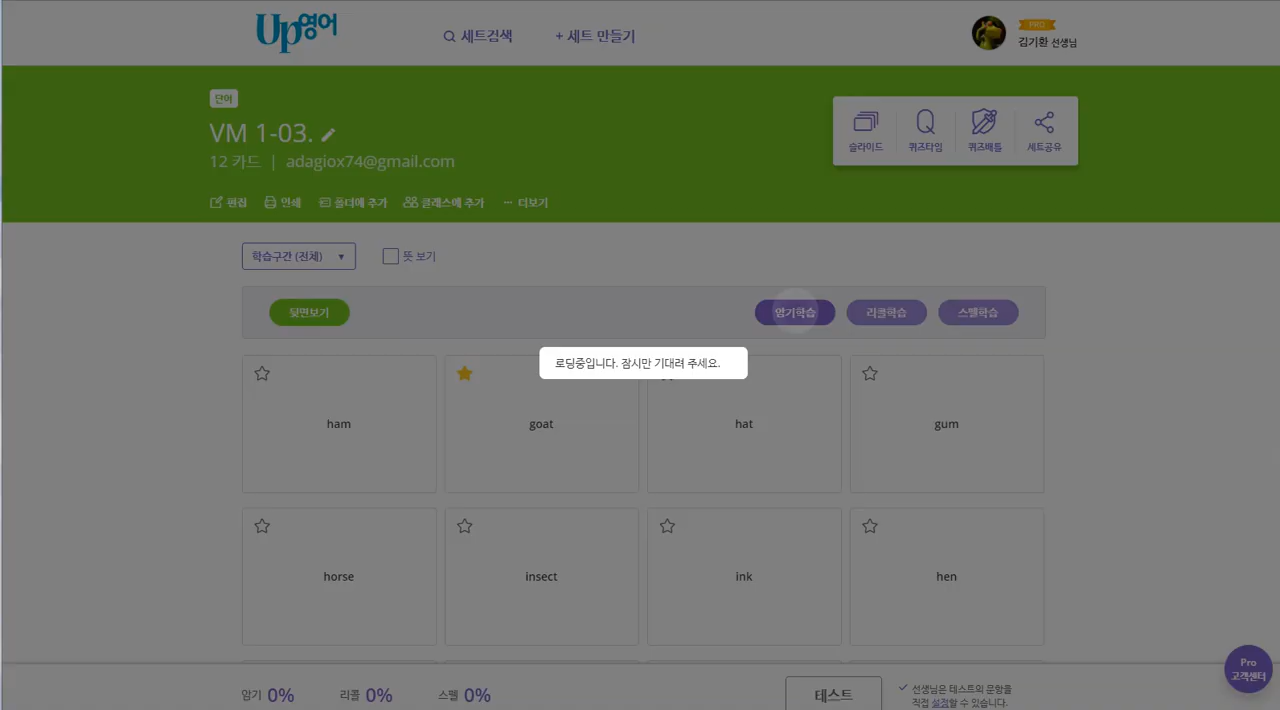 Up영어
세트검색
+ 세트 만들기
PRO
김기환 선생님
단어
VM 1-03.
12 카드 | adagiox74@gmail.com
슬라이드
퀴즈타임
퀴즈배틀
세트공유
편집
인쇄
폴더에 추가
클래스에 추가
··· 더보기
학습구간 (전체) ▼
뜻 보기
뒷면보기
암기학습
리콜학습
스펠학습
로딩중입니다. 잠시만 기대려 주세요.
ham
goat
hat
gum
horse
insect
ink
hen
암기 0%
리콜 0%
스펠 0%
테스트
선생님은 테스트의 문항을
직접 설정할 수 있습니다.
Pro
고객센터